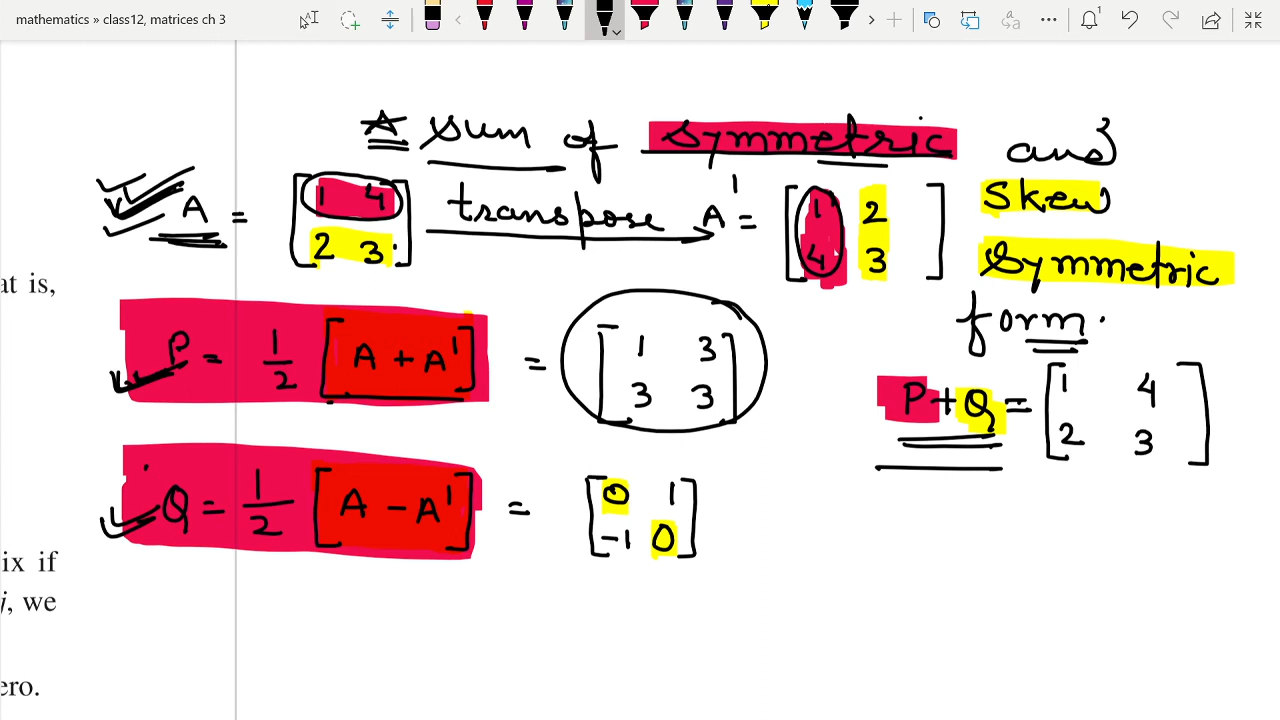 mathematics » class12, matrices ch 3
A sum of symmetric and
Skew
Symmetric
form.
A = [1 4
2 3] transpose A' = [1 2
4 3]
at is,
P = 1/2 [A + A'] = [1 3
3 3]
P + Q = [1 4
2 3]
Q = 1/2 [A - A'] = [0 1
-1 0]
ix if
j, we
ero.